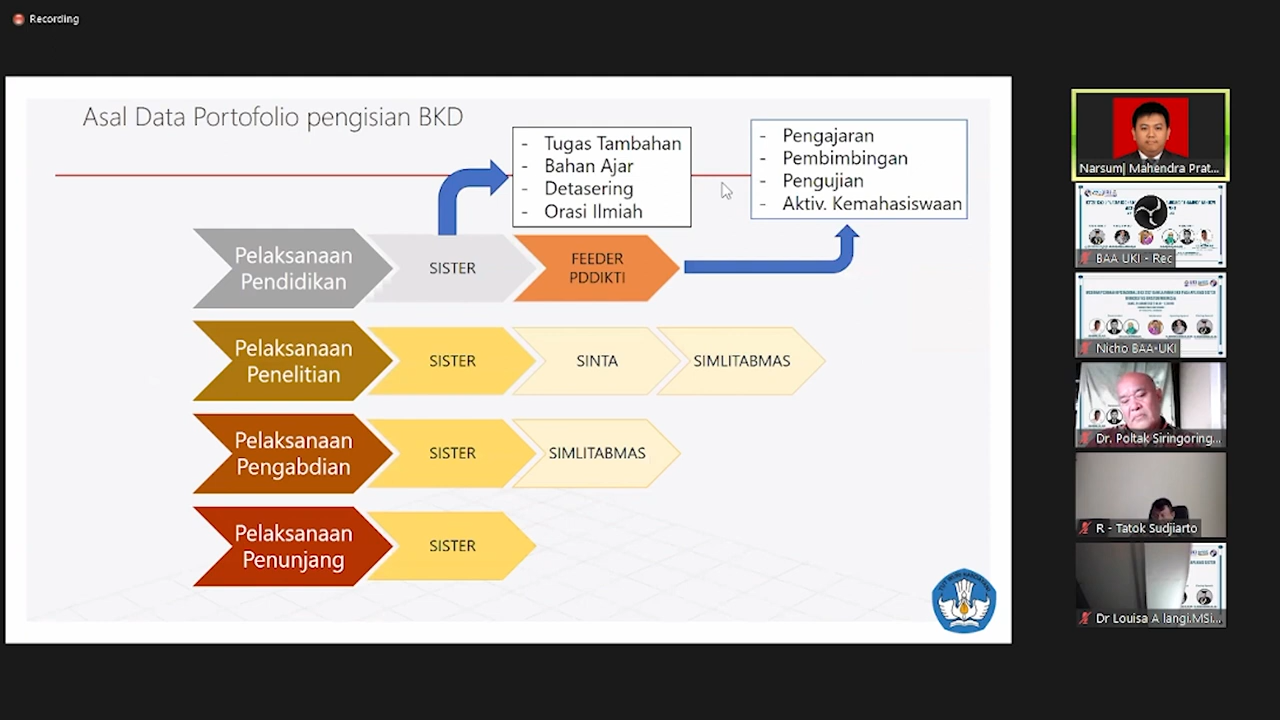 Recording
Asal Data Portofolio pengisian BKD
- Tugas Tambahan
- Bahan Ajar
- Detasering
- Orasi Ilmiah
- Pengajaran
- Pembimbingan
- Pengujian
- Aktiv. Kemahasiswaan
Pelaksanaan
Pendidikan
SISTER
FEEDER
PDDIKTI
Pelaksanaan
Penelitian
SISTER
SINTA
SIMLITABMAS
Pelaksanaan
Pengabdian
SISTER
SIMLITABMAS
Pelaksanaan
Penunjang
SISTER
Narsum| Mahendra Prat...
BAA UKI - Rec
Nicho BAA-UKI
Dr. Poltak Siringoring...
R - Tatok Sudjiarto
Dr Louisa A langi.MSi...